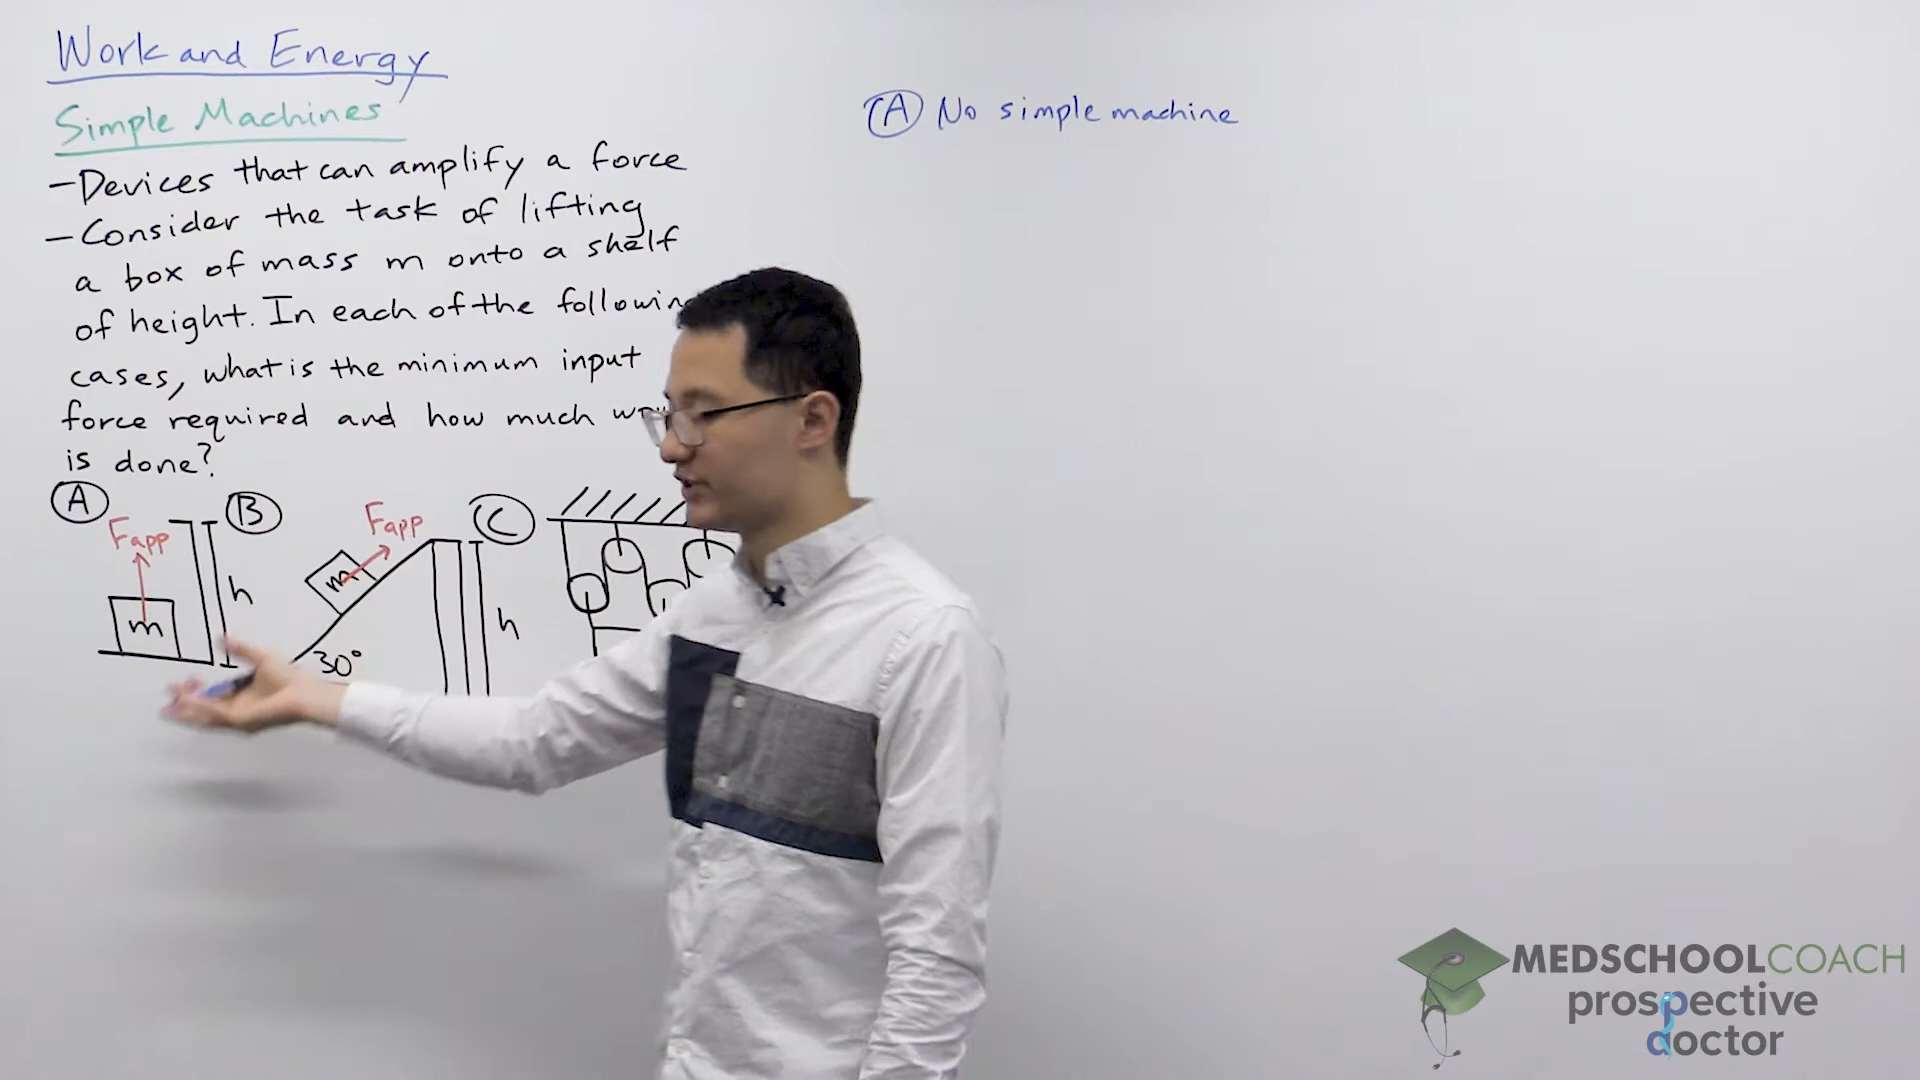 Work and Energy
Simple Machines
- Devices that can amplify a force
- Consider the task of lifting
a box of mass m onto a shelf
of height. In each of the
cases, what is the minimum input
force required and how much
is done?
A
Fapp
m
h
B
Fapp
m
30°
h
C
A No simple machine
MEDSCHOOLCOACH
prospective
doctor